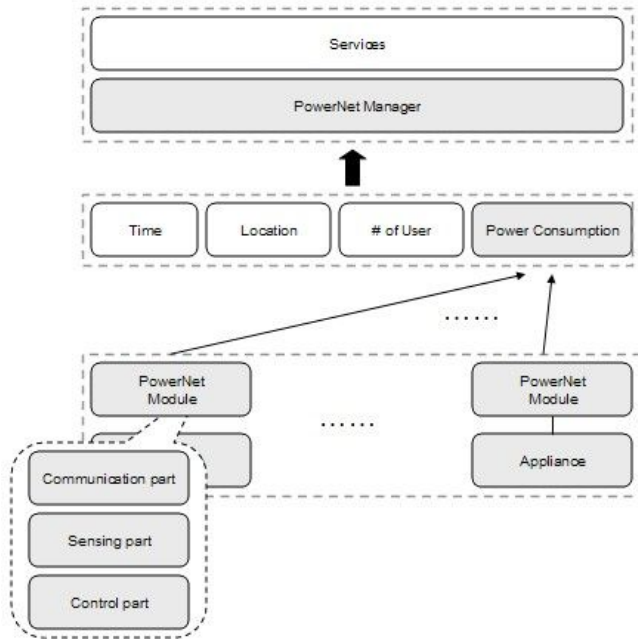 Services
PowerNet Manager
Time
Location
# of User
Power Consumption
......
PowerNet
Module
......
PowerNet
Module
Appliance
Communication part
Sensing part
Control part